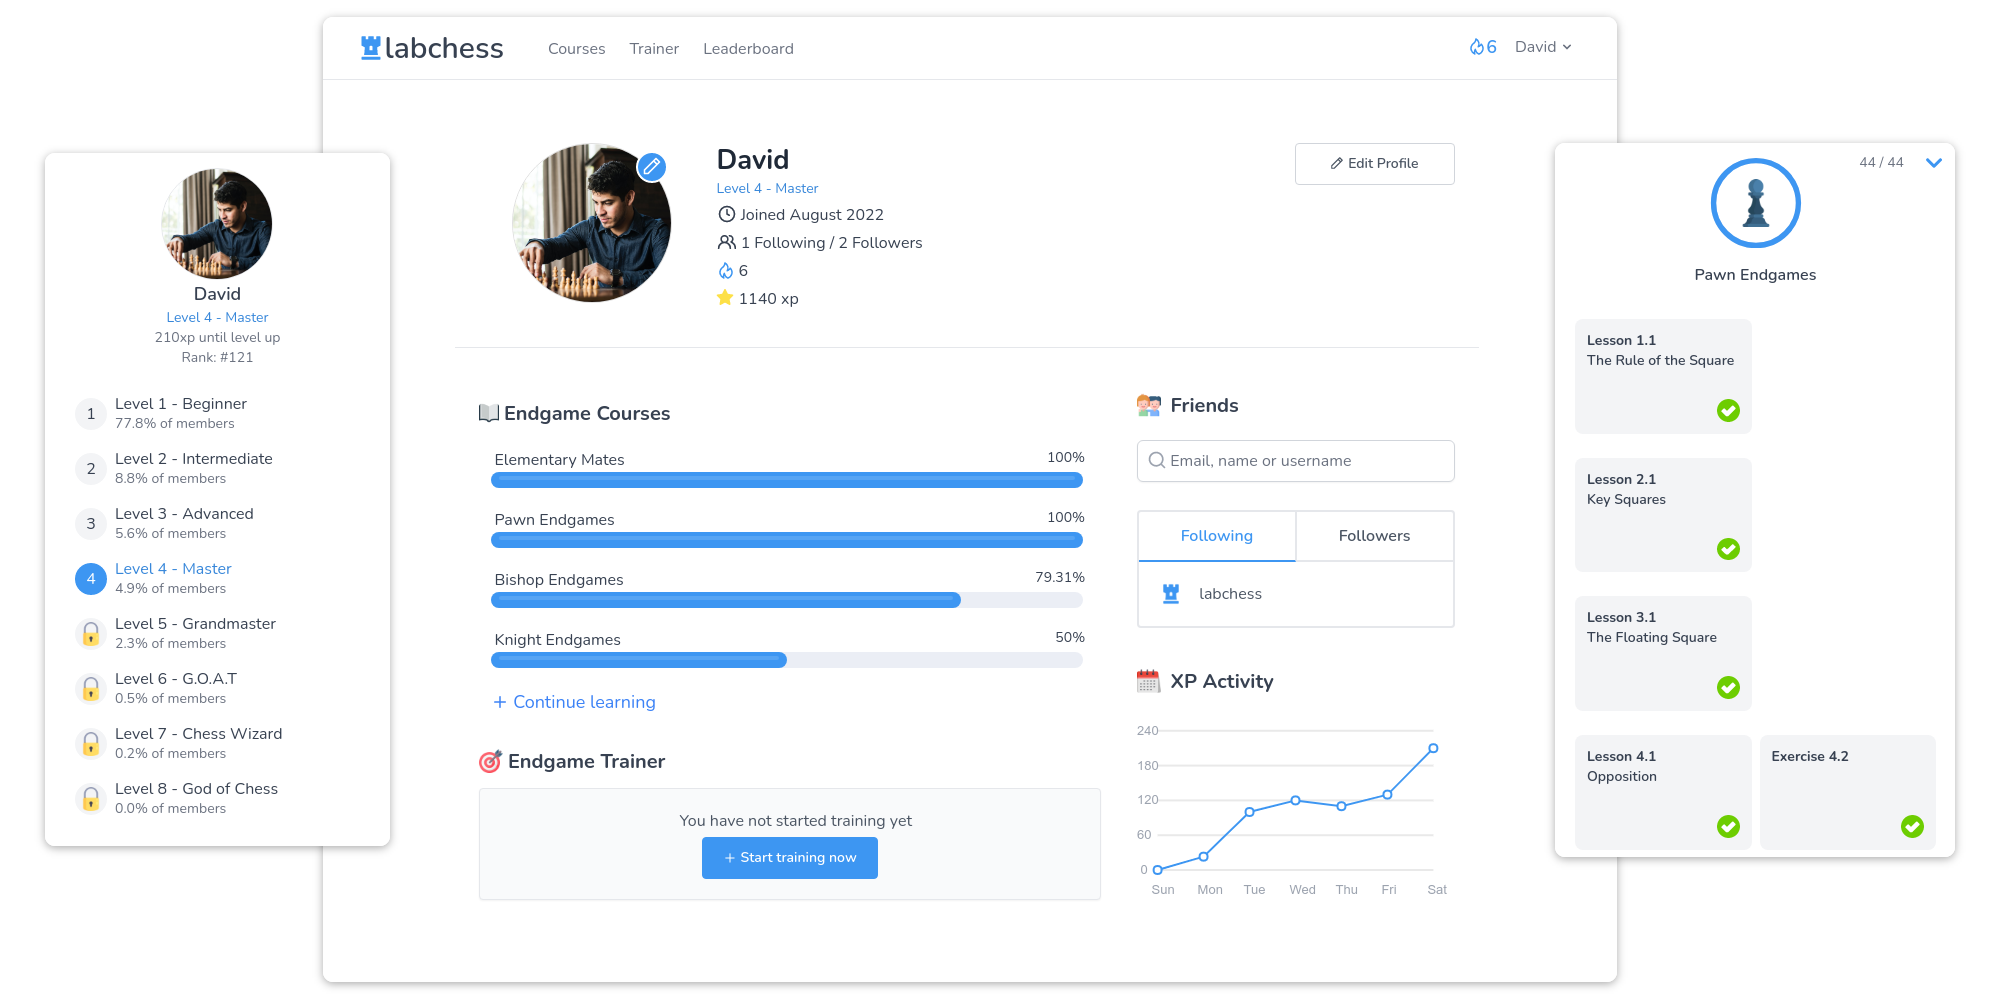 labchess
Courses Trainer Leaderboard
6 David
David
Level 4 - Master
210xp until level up
Rank: #121
1 Level 1 - Beginner
77.8% of members
2 Level 2 - Intermediate
8.8% of members
3 Level 3 - Advanced
5.6% of members
4 Level 4 - Master
4.9% of members
Level 5 - Grandmaster
2.3% of members
Level 6 - G.O.A.T
0.5% of members
Level 7 - Chess Wizard
0.2% of members
Level 8 - God of Chess
0.0% of members
David
Level 4 - Master
Joined August 2022
1 Following / 2 Followers
6
1140 xp
Edit Profile
Endgame Courses
Elementary Mates 100%
Pawn Endgames 100%
Bishop Endgames 79.31%
Knight Endgames 50%
+ Continue learning
Endgame Trainer
You have not started training yet
+ Start training now
Friends
Email, name or username
Following Followers
labchess
XP Activity
240
180
120
60
0
Sun Mon Tue Wed Thu Fri Sat
44 / 44
Pawn Endgames
Lesson 1.1
The Rule of the Square
Lesson 2.1
Key Squares
Lesson 3.1
The Floating Square
Lesson 4.1
Opposition
Exercise 4.2